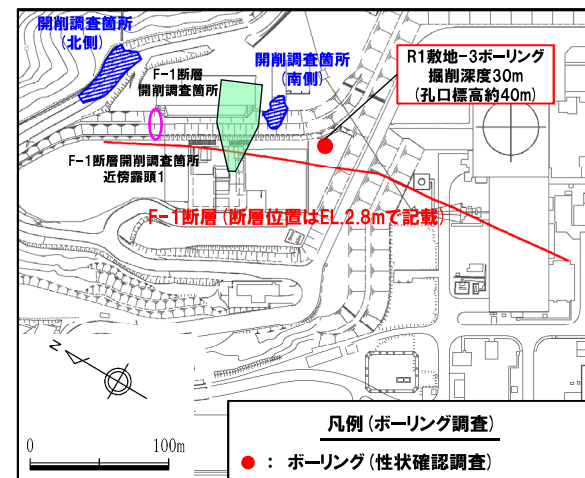 開削調査箇所
(北側)
F-1断層
開削調査箇所
開削調査箇所
(南側)
R1敷地-3ボーリング
掘削深度30m
(孔口標高約40m)
F-1断層開削調査箇所
近傍露頭1
F-1断層(断層位置はEL.2.8mで記載)
N
0 100m
凡例(ボーリング調査)
● : ボーリング(性状確認調査)